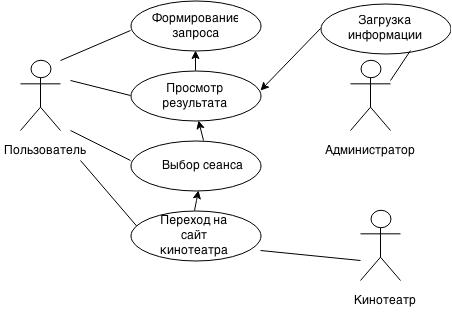 Формирование
запроса
Загрузка
информации
Просмотр
результата
Пользователь
Администратор
Выбор сеанса
Переход на
сайт
кинотеатра
Кинотеатр